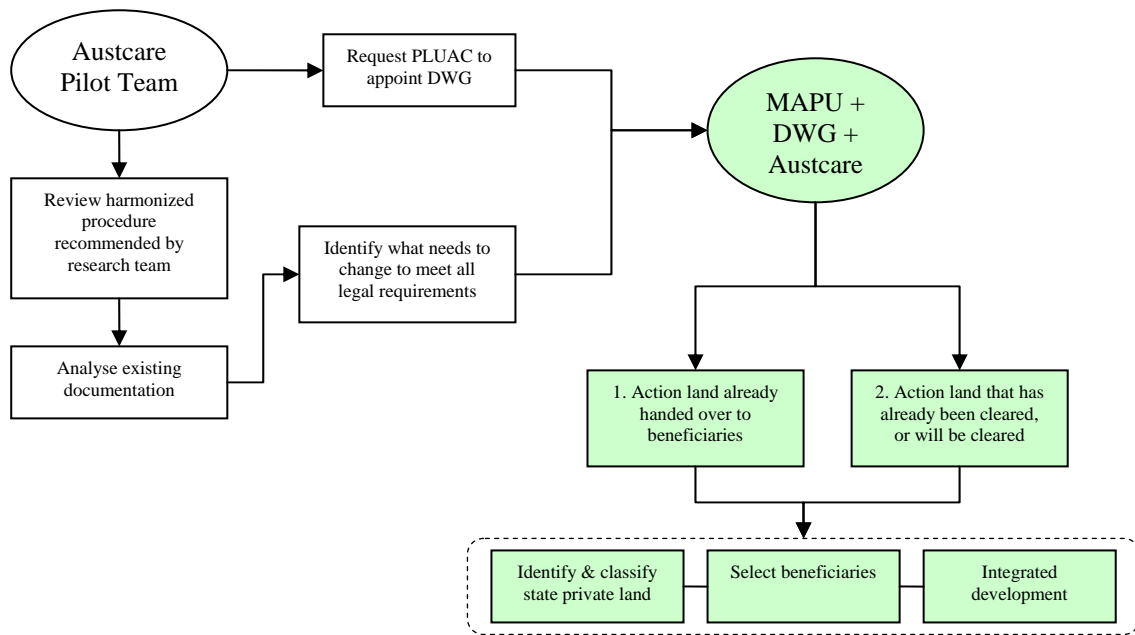 Austcare
Pilot Team
Request PLUAC to
appoint DWG
MAPU +
DWG +
Austcare
Review harmonized
procedure
recommended by
research team
Identify what needs to
change to meet all
legal requirements
Analyse existing
documentation
1. Action land already
handed over to
beneficiaries
2. Action land that has
already been cleared,
or will be cleared
Identify & classify
state private land
Select beneficiaries
Integrated
development